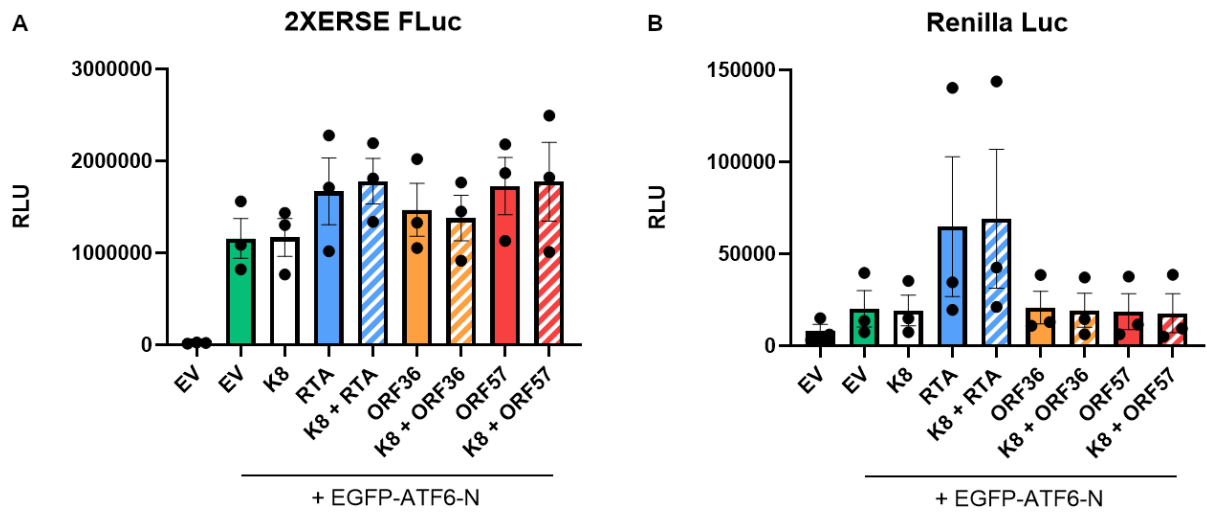 A
2XERSE FLuc
RLU
3000000
2000000
1000000
0
EV
EV
K8
RTA
K8 + RTA
ORF36
K8 + ORF36
ORF57
K8 + ORF57
+ EGFP-ATF6-N
B
Renilla Luc
RLU
150000
100000
50000
0
EV
EV
K8
RTA
K8 + RTA
ORF36
K8 + ORF36
ORF57
K8 + ORF57
+ EGFP-ATF6-N